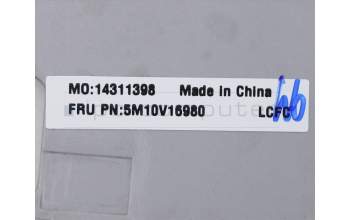 MO:14311398 Made in China
FRU PN:5M10V16980 LCFC